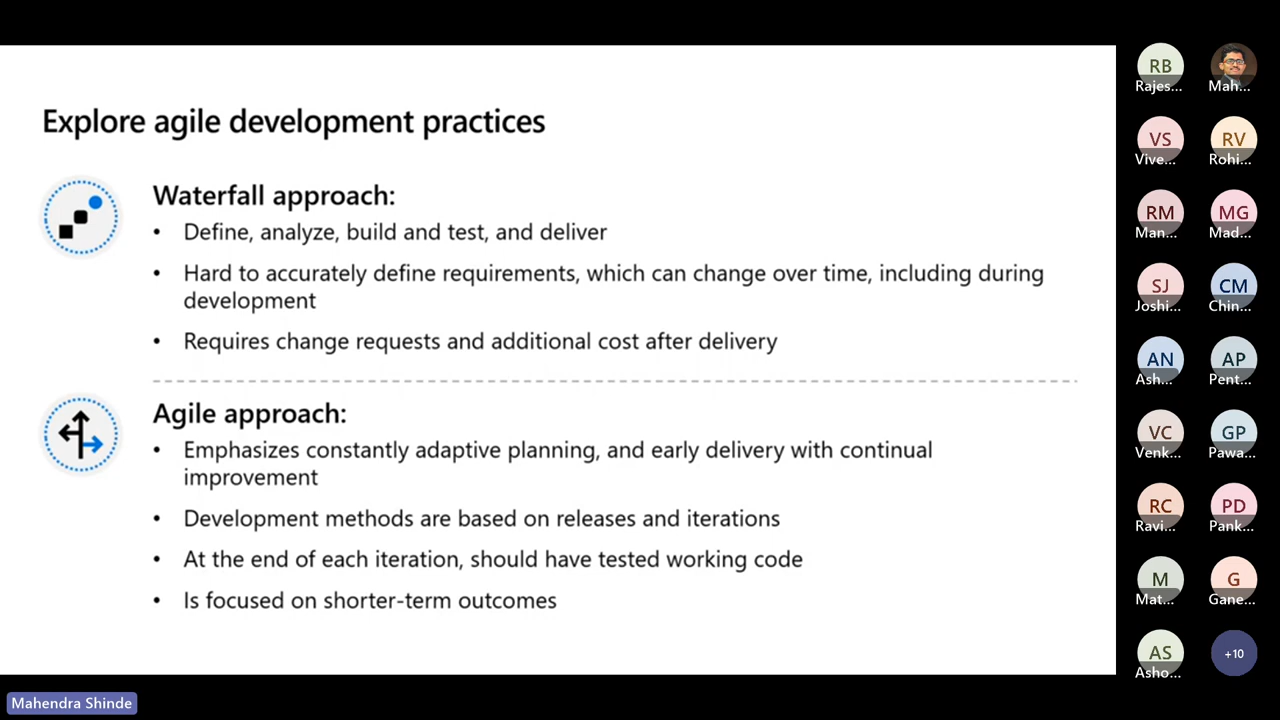 Explore agile development practices
Waterfall approach:
• Define, analyze, build and test, and deliver
• Hard to accurately define requirements, which can change over time, including during
development
• Requires change requests and additional cost after delivery
Agile approach:
• Emphasizes constantly adaptive planning, and early delivery with continual
improvement
• Development methods are based on releases and iterations
• At the end of each iteration, should have tested working code
• Is focused on shorter-term outcomes
RB
Rajes...
Mah...
VS
Vive...
RV
Rohi...
RM
Man...
MG
Mad...
SJ
Joshi...
CM
Chin...
AN
Ash...
AP
Pent...
VC
Venk...
GP
Pawa...
RC
Ravi...
PD
Pank...
M
Mat...
G
Gane...
AS
Asho...
+10
Mahendra Shinde